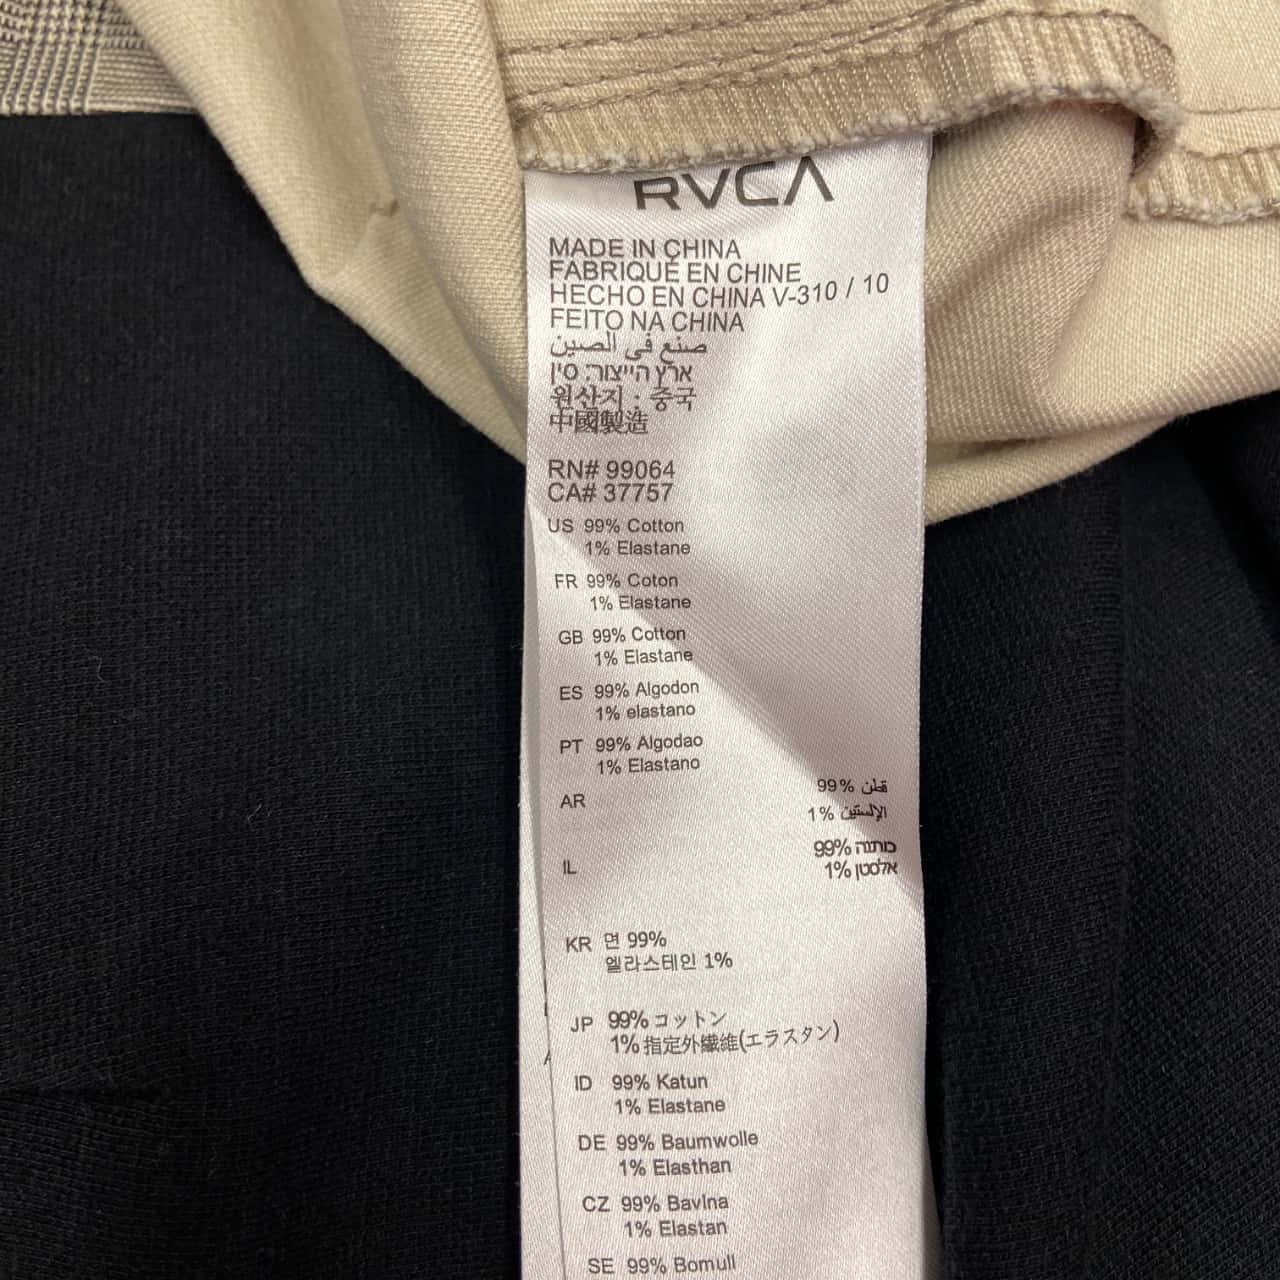 RVCA
MADE IN CHINA
FABRIQUÉ EN CHINE
HECHO EN CHINA V-310 / 10
FEITO NA CHINA
صنع في الصين
ארץ הייצור: סין
원산지 : 중국
中國製造
RN# 99064
CA# 37757
US 99% Cotton
1% Elastane
FR 99% Coton
1% Elastane
GB 99% Cotton
1% Elastane
ES 99% Algodon
1% elastano
PT 99% Algodao
1% Elastano
AR 99% قطن
1% الإلستين
IL 99% כותנה
1% אלסטן
KR 면 99%
엘라스테인 1%
JP 99% コットン
1% 指定外繊維(エラスタン)
ID 99% Katun
1% Elastane
DE 99% Baumwolle
1% Elasthan
CZ 99% Bavlna
1% Elastan
SE 99% Bomull